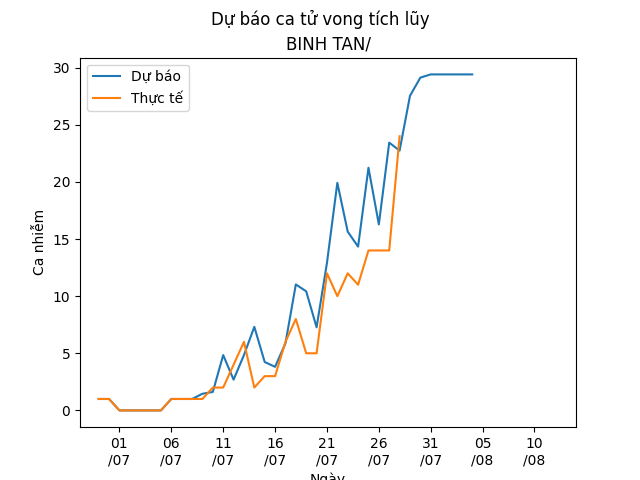 Dự báo ca tử vong tích lũy
BINH TAN/
Dự báo
Thực tế
Ca nhiễm
30
25
20
15
10
5
0
01 06 11 16 21 26 31 05 10
/07 /07 /07 /07 /07 /07 /07 /08 /08
Ngày